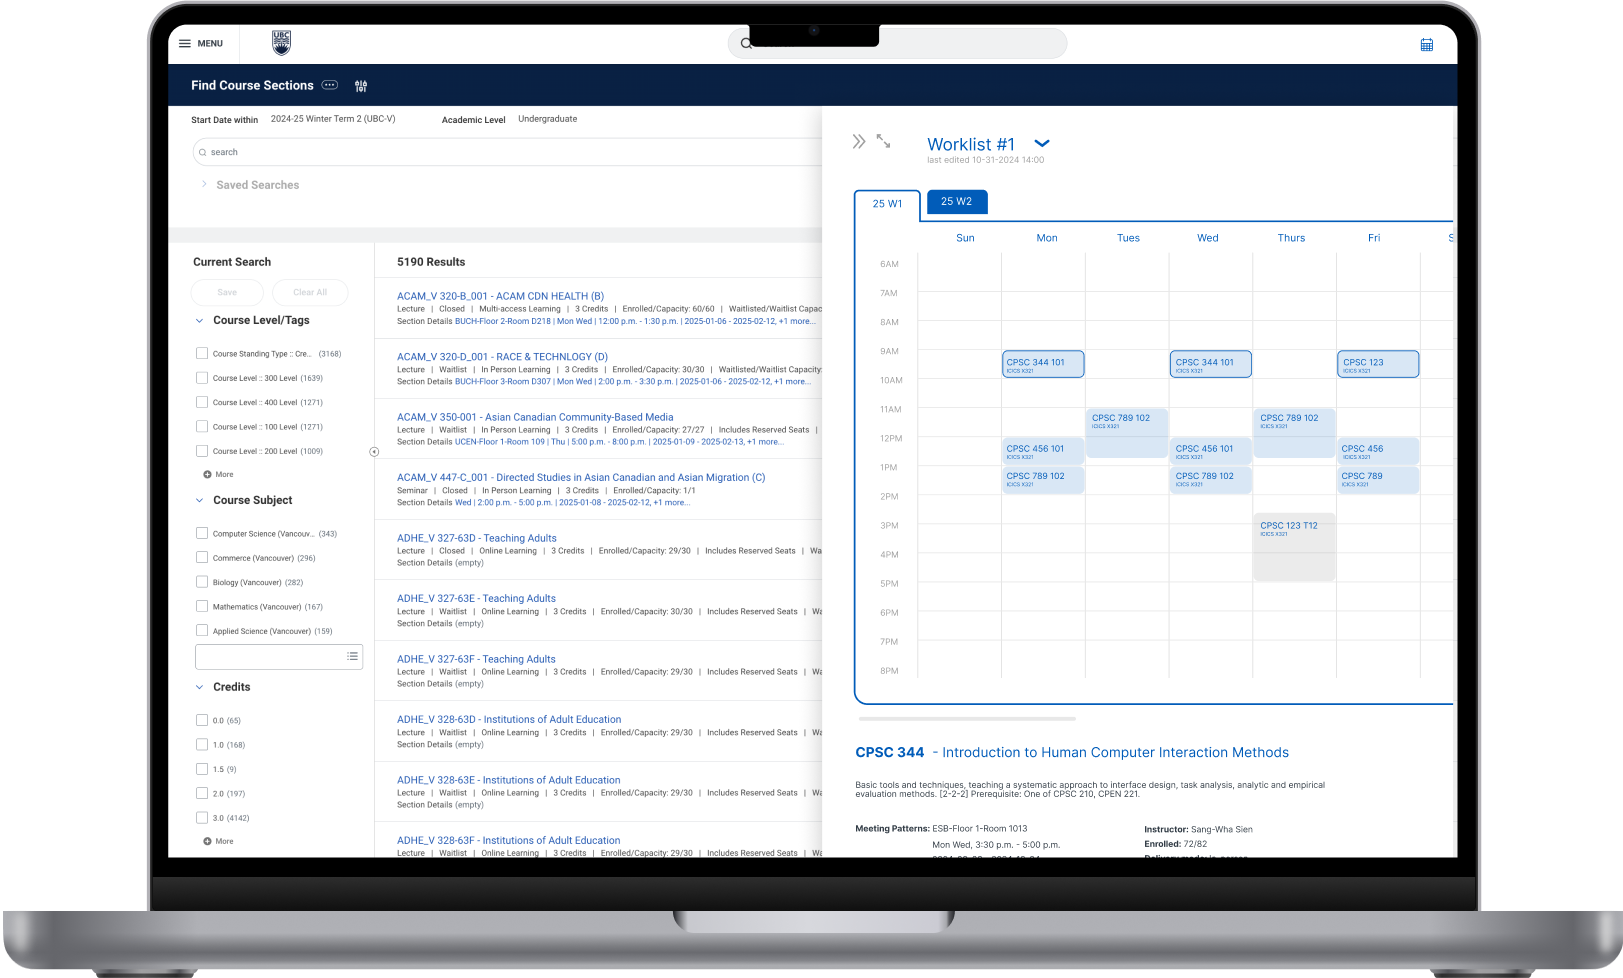 MENU
UBC
Find Course Sections
Start Date within 2024-25 Winter Term 2 (UBC-V) Academic Level Undergraduate
search
Saved Searches
Current Search
Save Clear All
Course Level/Tags
Course Standing Type :: Cre... (3168)
Course Level :: 300 Level (1639)
Course Level :: 400 Level (1271)
Course Level :: 100 Level (1271)
Course Level :: 200 Level (1009)
More
Course Subject
Computer Science (Vancouv... (343)
Commerce (Vancouver) (296)
Biology (Vancouver) (282)
Mathematics (Vancouver) (167)
Applied Science (Vancouver) (159)
Credits
0.0 (65)
1.0 (168)
1.5 (9)
2.0 (197)
3.0 (4142)
More
5190 Results
ACAM_V 320-B_001 - ACAM CDN HEALTH (B)
Lecture | Closed | Multi-access Learning | 3 Credits | Enrolled/Capacity: 60/60 | Waitlisted/Waitlist Capac
Section Details BUCH-Floor 2-Room D218 | Mon Wed | 12:00 p.m. - 1:30 p.m. | 2025-01-06 - 2025-02-12, +1 more...
ACAM_V 320-D_001 - RACE & TECHNLOGY (D)
Lecture | Waitlist | In Person Learning | 3 Credits | Enrolled/Capacity: 30/30 | Waitlisted/Waitlist Capacity:
Section Details BUCH-Floor 3-Room D307 | Mon Wed | 2:00 p.m. - 3:30 p.m. | 2025-01-06 - 2025-02-12, +1 more...
ACAM_V 350-001 - Asian Canadian Community-Based Media
Lecture | Waitlist | In Person Learning | 3 Credits | Enrolled/Capacity: 27/27 | Includes Reserved Seats |
Section Details UCEN-Floor 1-Room 109 | Thu | 5:00 p.m. - 8:00 p.m. | 2025-01-09 - 2025-02-13, +1 more...
ACAM_V 447-C_001 - Directed Studies in Asian Canadian and Asian Migration (C)
Seminar | Closed | In Person Learning | 3 Credits | Enrolled/Capacity: 1/1
Section Details Wed | 2:00 p.m. - 5:00 p.m. | 2025-01-08 - 2025-02-12, +1 more...
ADHE_V 327-63D - Teaching Adults
Lecture | Closed | Online Learning | 3 Credits | Enrolled/Capacity: 29/30 | Includes Reserved Seats | Wa
Section Details (empty)
ADHE_V 327-63E - Teaching Adults
Lecture | Waitlist | Online Learning | 3 Credits | Enrolled/Capacity: 30/30 | Includes Reserved Seats | Wa
Section Details (empty)
ADHE_V 327-63F - Teaching Adults
Lecture | Waitlist | Online Learning | 3 Credits | Enrolled/Capacity: 29/30 | Includes Reserved Seats | Wa
Section Details (empty)
ADHE_V 328-63D - Institutions of Adult Education
Lecture | Waitlist | Online Learning | 3 Credits | Enrolled/Capacity: 29/30 | Includes Reserved Seats | Wa
Section Details (empty)
ADHE_V 328-63E - Institutions of Adult Education
Lecture | Waitlist | Online Learning | 3 Credits | Enrolled/Capacity: 29/30 | Includes Reserved Seats | Wa
Section Details (empty)
ADHE_V 328-63F - Institutions of Adult Education
Lecture | Waitlist | Online Learning | 3 Credits | Enrolled/Capacity: 29/30 | Includes Reserved Seats | Wa
Worklist #1
last edited 10-31-2024 14:00
25 W1 25 W2
Sun Mon Tues Wed Thurs Fri S
6AM
7AM
8AM
9AM
CPSC 344 101 CPSC 344 101 CPSC 123
ICICS X321 ICICS X321 ICICS X321
10AM
11AM
CPSC 789 102 CPSC 789 102
ICICS X321 ICICS X321
12PM
CPSC 456 101 CPSC 456 101 CPSC 456
ICICS X321 ICICS X321 ICICS X321
1PM
CPSC 789 102 CPSC 789 102 CPSC 789
ICICS X321 ICICS X321 ICICS X321
2PM
3PM
CPSC 123 T12
ICICS X321
4PM
5PM
6PM
7PM
8PM
CPSC 344 - Introduction to Human Computer Interaction Methods
Basic tools and techniques, teaching a systematic approach to interface design, task analysis, analytic and empirical
evaluation methods. [2-2-2] Prerequisite: One of CPSC 210, CPEN 221.
Meeting Patterns: ESB-Floor 1-Room 1013
Mon Wed, 3:30 p.m. - 5:00 p.m.
Instructor: Sang-Wha Sien
Enrolled: 72/82